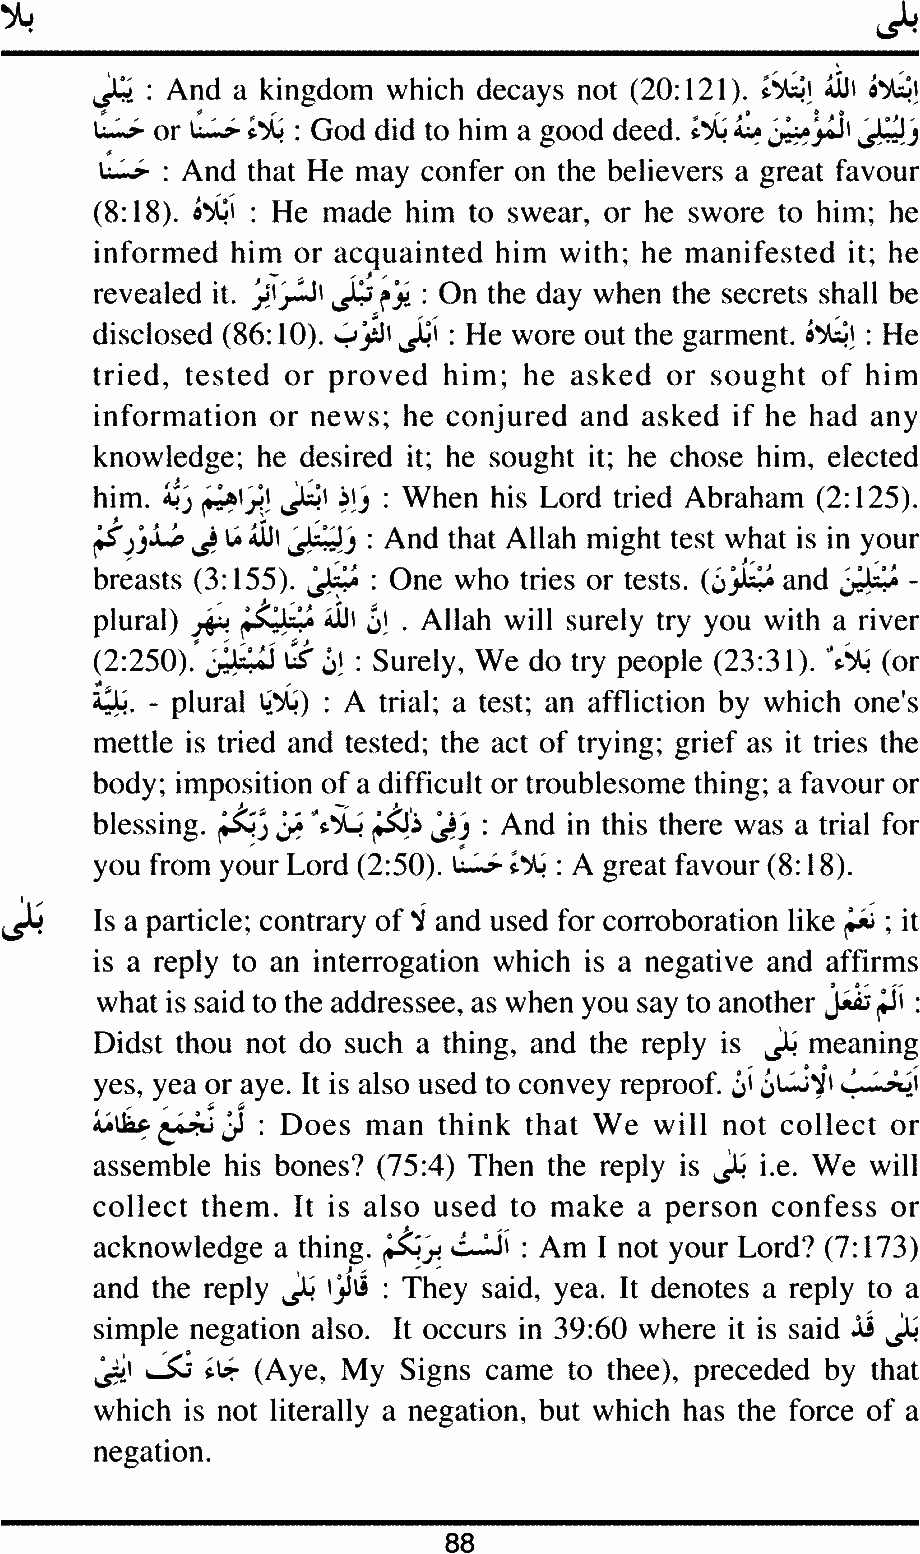 بلا بلی
یَبْلٰی : And a kingdom which decays not (20:121). اِبْتَلَاہُ اللّٰہُ اِبْتَلَاءً
حَسَنًا or بَلَاءً حَسَنًا : God did to him a good deed. وَلِیُبْلِیَ الْمُؤْمِنِیْنَ مِنْہُ بَلَاءً
حَسَنًا : And that He may confer on the believers a great favour
(8:18). اَبْلَاہُ : He made him to swear, or he swore to him; he
informed him or acquainted him with; he manifested it; he
revealed it. یَوْمَ تُبْلَی السَّرَآئِرُ : On the day when the secrets shall be
disclosed (86:10). اَبْلَی الثَّوْبَ : He wore out the garment. اِبْتَلَاہُ : He
tried, tested or proved him; he asked or sought of him
information or news; he conjured and asked if he had any
knowledge; he desired it; he sought it; he chose him, elected
him. وَاِذِ ابْتَلٰی اِبْرَاھِیْمَ رَبُّہٗ : When his Lord tried Abraham (2:125).
وَلِیَبْتَلِیَ اللّٰہُ مَا فِی صُدُوْرِکُمْ : And that Allah might test what is in your
breasts (3:155). مُبْتَلِیْ : One who tries or tests. (مُبْتَلُوْنَ and مُبْتَلِیْنَ -
plural) اِنَّ اللّٰہَ مُبْتَلِیْکُمْ بِنَھَرٍ . Allah will surely try you with a river
(2:250). اِنْ کُنَّا لَمُبْتَلِیْنَ : Surely, We do try people (23:31). بَلَاءٌ (or
بَلِیَّۃٌ. - plural بَلَایَا) : A trial; a test; an affliction by which one's
mettle is tried and tested; the act of trying; grief as it tries the
body; imposition of a difficult or troublesome thing; a favour or
blessing. وَفِیْ ذٰلِکُمْ بَلَآءٌ مِّنْ رَّبِّکُمْ : And in this there was a trial for
you from your Lord (2:50). بَلَاءً حَسَنًا : A great favour (8:18).
بَلٰی Is a particle; contrary of لَا and used for corroboration like نَعَمْ ; it
is a reply to an interrogation which is a negative and affirms
what is said to the addressee, as when you say to another اَلَمْ تَفْعَلْ :
Didst thou not do such a thing, and the reply is بَلٰی meaning
yes, yea or aye. It is also used to convey reproof. اَیَحْسَبُ الْاِنْسَانُ اَنْ
لَّنْ نَجْمَعَ عِظَامَہٗ : Does man think that We will not collect or
assemble his bones? (75:4) Then the reply is بَلٰی i.e. We will
collect them. It is also used to make a person confess or
acknowledge a thing. اَلَسْتُ بِرَبِّکُمْ : Am I not your Lord? (7:173)
and the reply قَالُوْا بَلٰی : They said, yea. It denotes a reply to a
simple negation also. It occurs in 39:60 where it is said بَلٰی قَدْ
جَاءَ تْکَ اٰیٰتِیْ (Aye, My Signs came to thee), preceded by that
which is not literally a negation, but which has the force of a
negation.
88